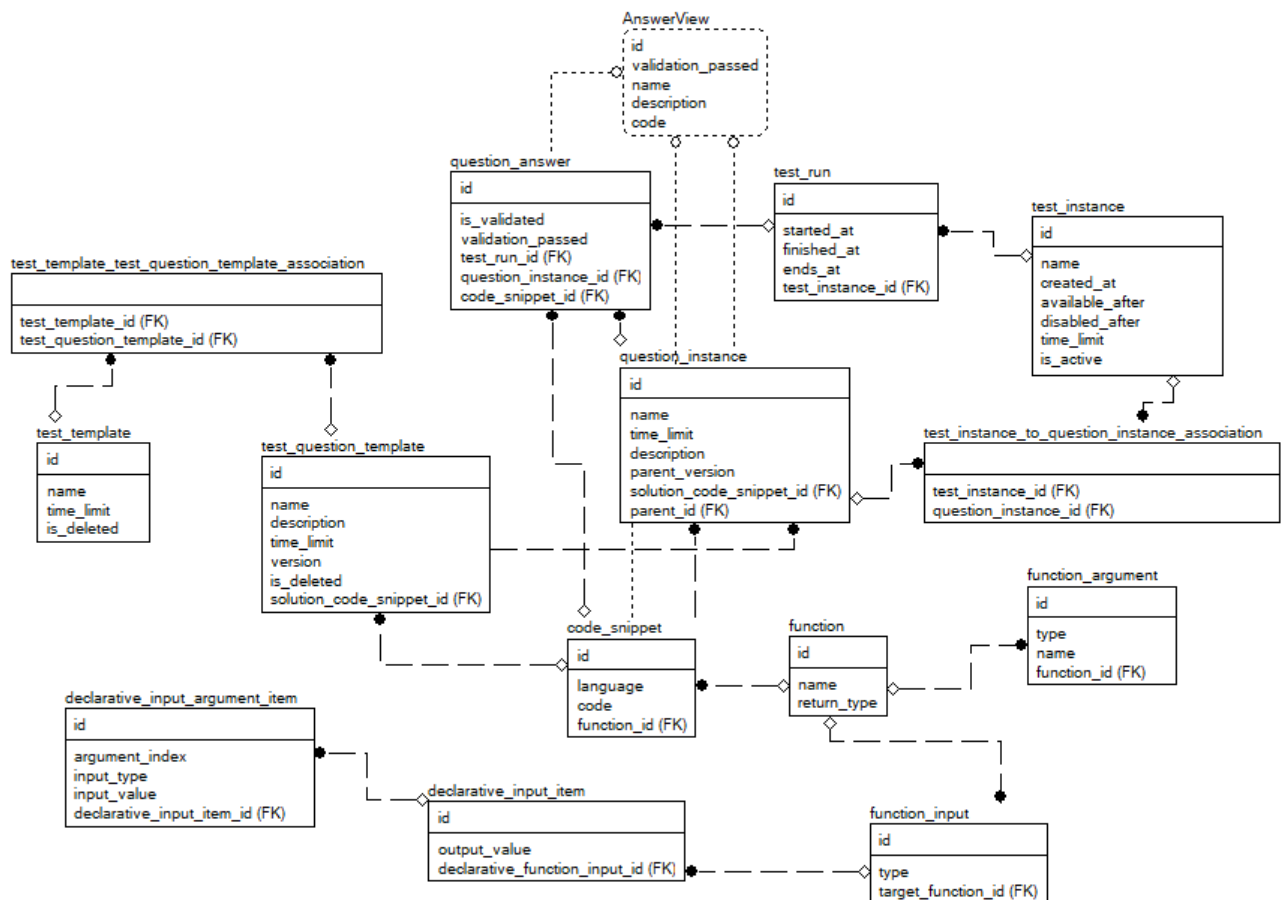 AnswerView
id
validation_passed
name
description
code
question_answer
id
is_validated
validation_passed
test_run_id (FK)
question_instance_id (FK)
code_snippet_id (FK)
test_run
id
started_at
finished_at
ends_at
test_instance_id (FK)
test_instance
id
name
created_at
available_after
disabled_after
time_limit
is_active
test_template_test_question_template_association
test_template_id (FK)
test_question_template_id (FK)
question_instance
id
name
time_limit
description
parent_version
solution_code_snippet_id (FK)
parent_id (FK)
test_template
id
name
time_limit
is_deleted
test_question_template
id
name
description
time_limit
version
is_deleted
solution_code_snippet_id (FK)
test_instance_to_question_instance_association
test_instance_id (FK)
question_instance_id (FK)
function_argument
id
type
name
function_id (FK)
code_snippet
id
language
code
function_id (FK)
function
id
name
return_type
declarative_input_argument_item
id
argument_index
input_type
input_value
declarative_input_item_id (FK)
declarative_input_item
id
output_value
declarative_function_input_id (FK)
function_input
id
type
target_function_id (FK)